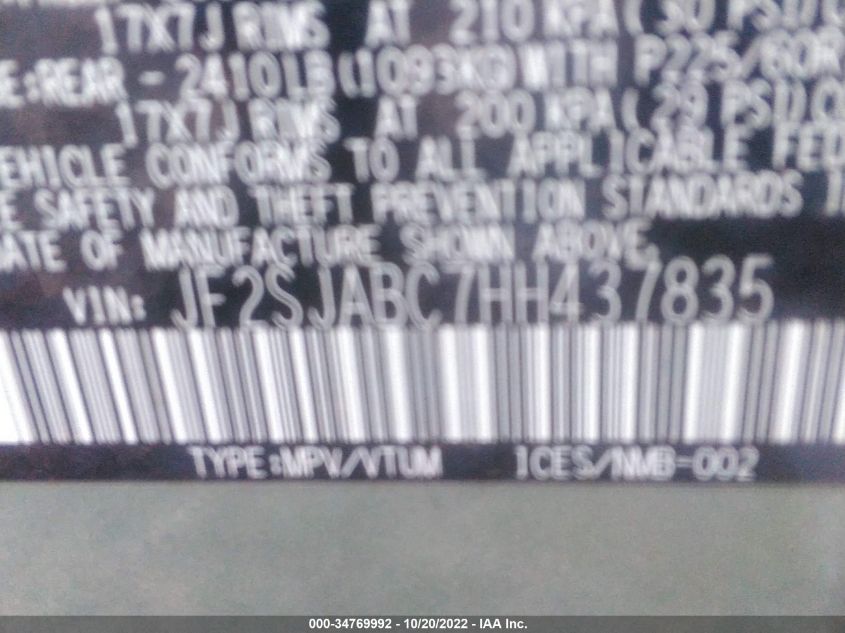 17X7J RIMS AT 210 KPA( 30 PSI)
E:REAR - 2410LB(1093KG)WITH P225/60R
17X7J RIMS AT 200 KPA( 29 PSI)
EHICLE CONFORMS TO ALL APPLICABLE FED
E SAFETY AND THEFT PREVENTION STANDARDS I
ATE OF MANUFACTURE SHOWN ABOVE.
VIN: JF2SJABC7HH437835
TYPE:MPV/VTUM ICES/NMB-002
000-34769992 - 10/20/2022 - IAA Inc.